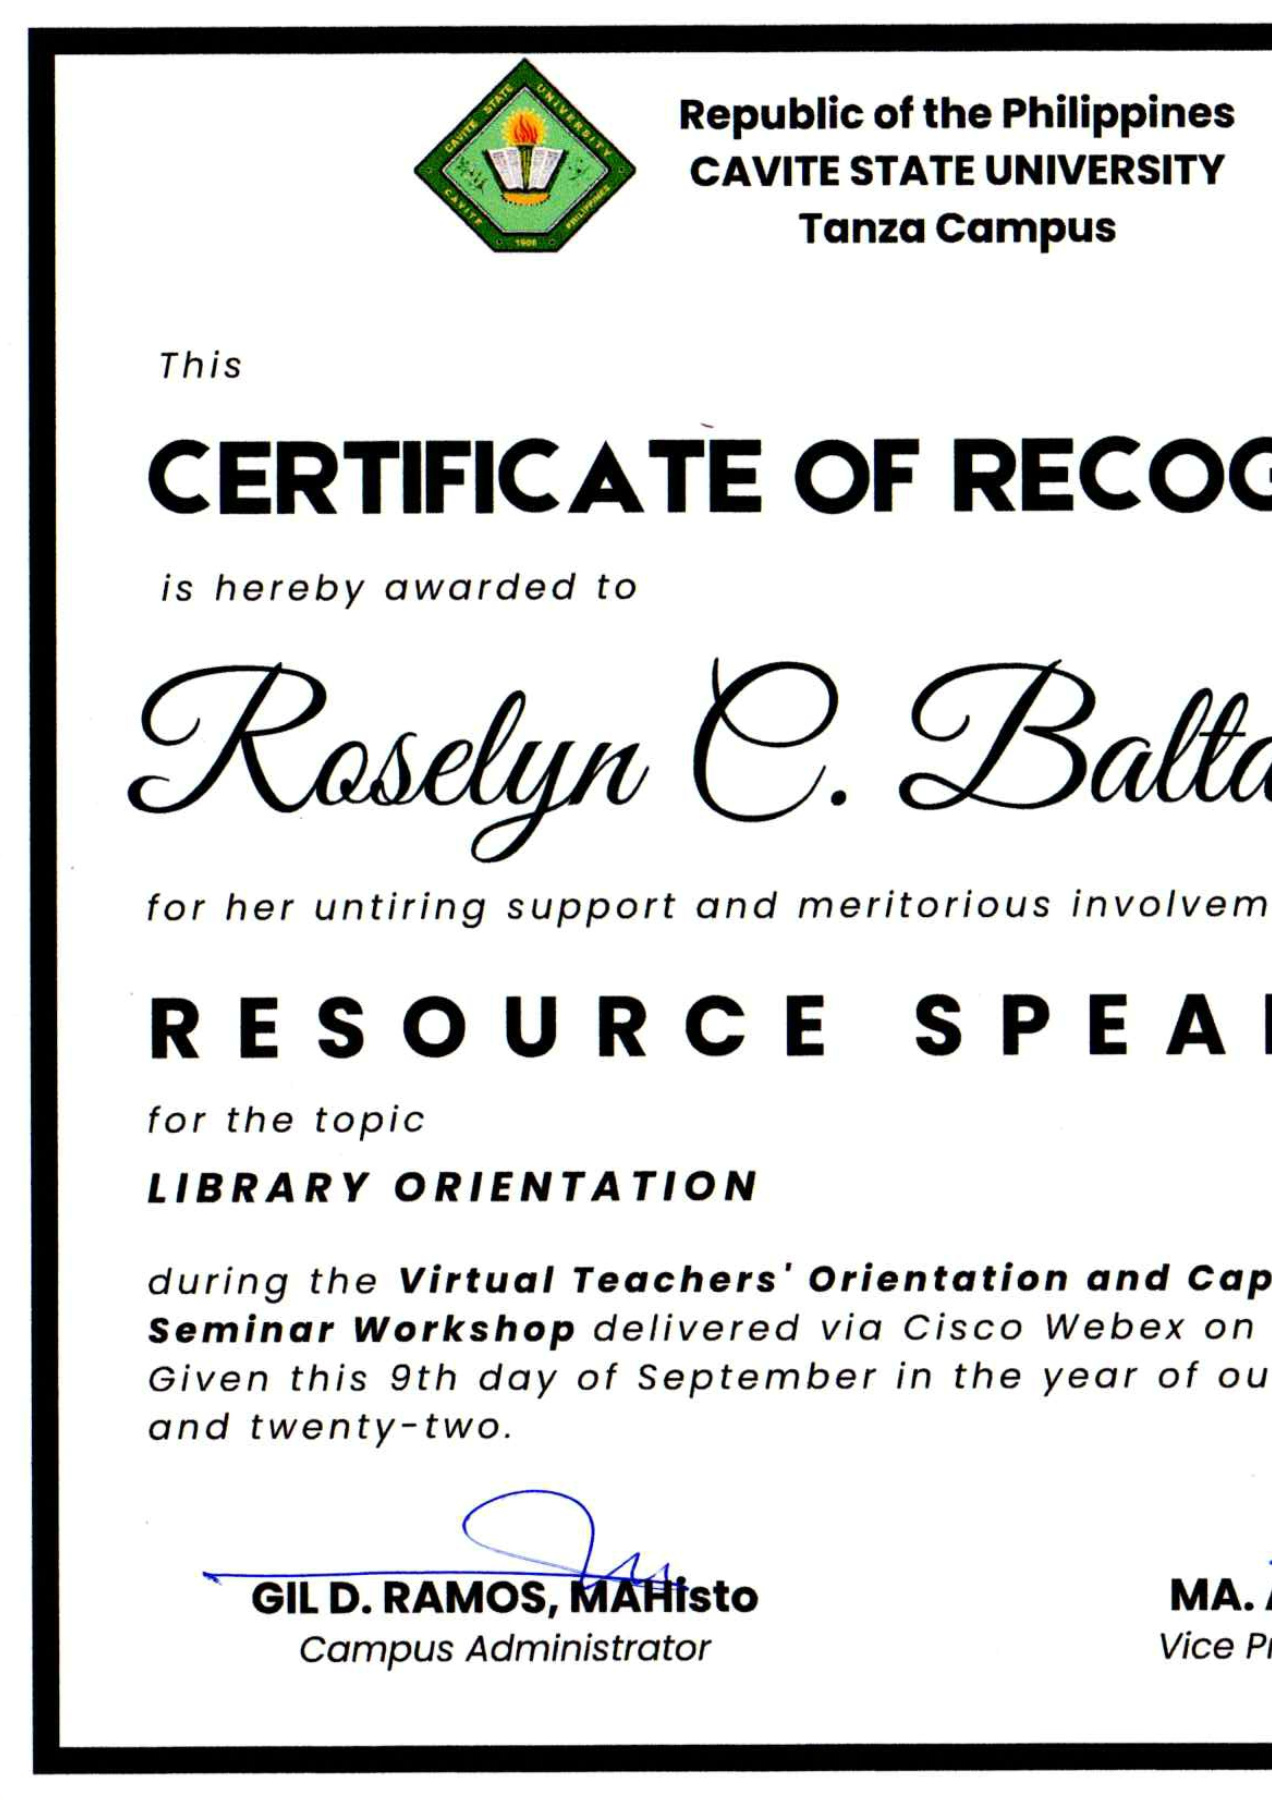 CAVITE STATE UNIVERSITY
CAVITE PHILIPPINES
1906
Republic of the Philippines
CAVITE STATE UNIVERSITY
Tanza Campus
This
CERTIFICATE OF RECOG
is hereby awarded to
Roselyn C. Balta
for her untiring support and meritorious involvem
RESOURCE SPEA
for the topic
LIBRARY ORIENTATION
during the Virtual Teachers' Orientation and Cap
Seminar Workshop delivered via Cisco Webex on
Given this 9th day of September in the year of ou
and twenty-two.
GIL D. RAMOS, MAHisto
Campus Administrator
MA.
Vice Pr